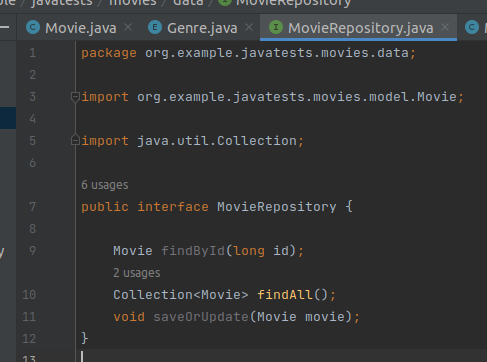 javatests / movies / data / MovieRepository
Movie.java × Genre.java × MovieRepository.java ×
1 package org.example.javatests.movies.data;
2
3 import org.example.javatests.movies.model.Movie;
4
5 import java.util.Collection;
6
6 usages
7 public interface MovieRepository {
8
9 Movie findById(long id);
2 usages
10 Collection<Movie> findAll();
11 void saveOrUpdate(Movie movie);
12 }
13